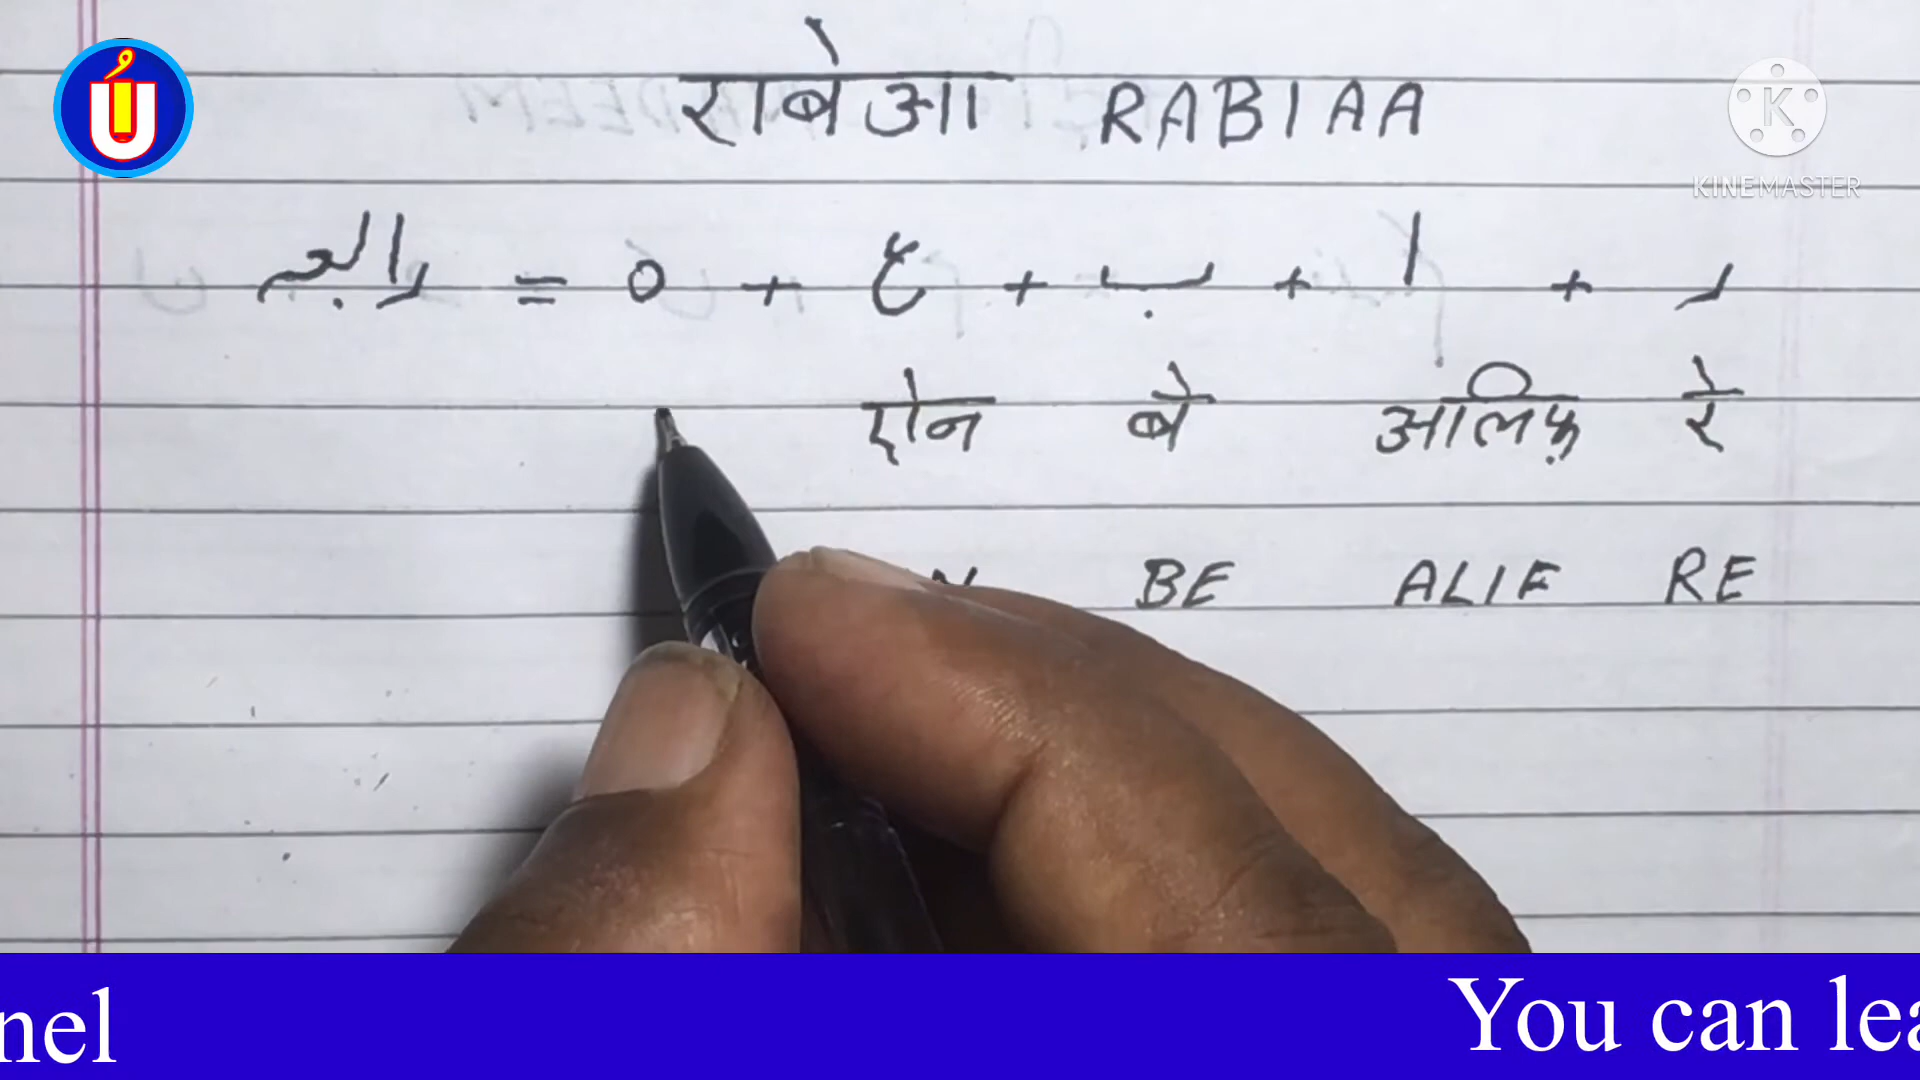 राबेआ RABIAA
KINEMASTER
ر + ا + ب + ع + ه = رابعہ
रे अलिफ़ बे ऐन
BE ALIF RE
nel You can lea